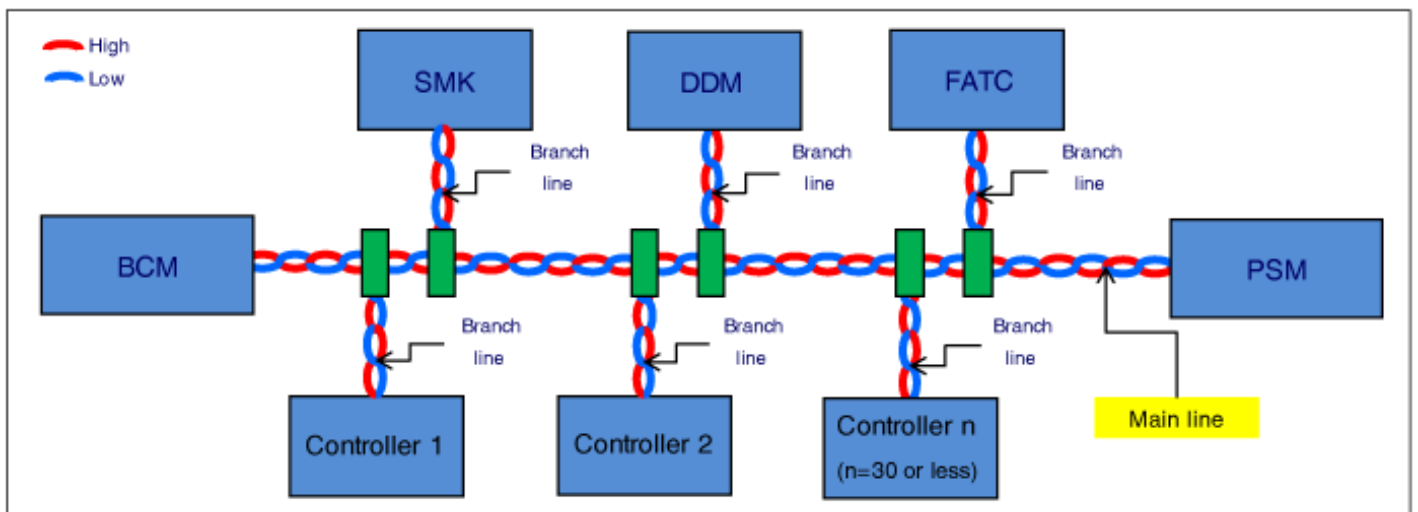 High
Low
SMK
DDM
FATC
Branch
line
Branch
line
Branch
line
BCM
PSM
Branch
line
Branch
line
Branch
line
Controller 1
Controller 2
Controller n
(n=30 or less)
Main line